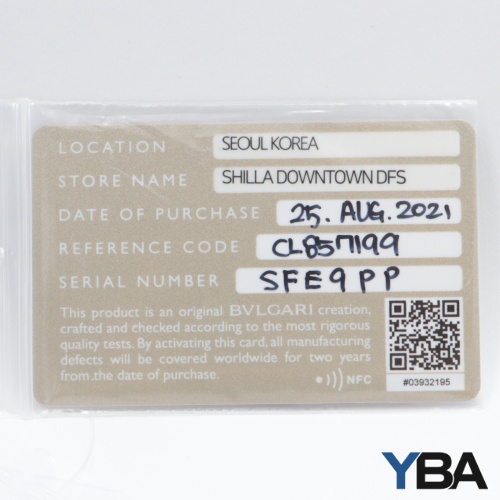 LOCATION SEOUL KOREA
STORE NAME SHILLA DOWNTOWN DFS
DATE OF PURCHASE 25. AUG. 2021
REFERENCE CODE CL857199
SERIAL NUMBER SFE9PP
This product is an original BVLGARI creation,
crafted and checked according to the most rigorous
quality tests. By activating this card, all manufacturing
defects will be covered worldwide for two years
from the date of purchase.
NFC
#03932195
YBA